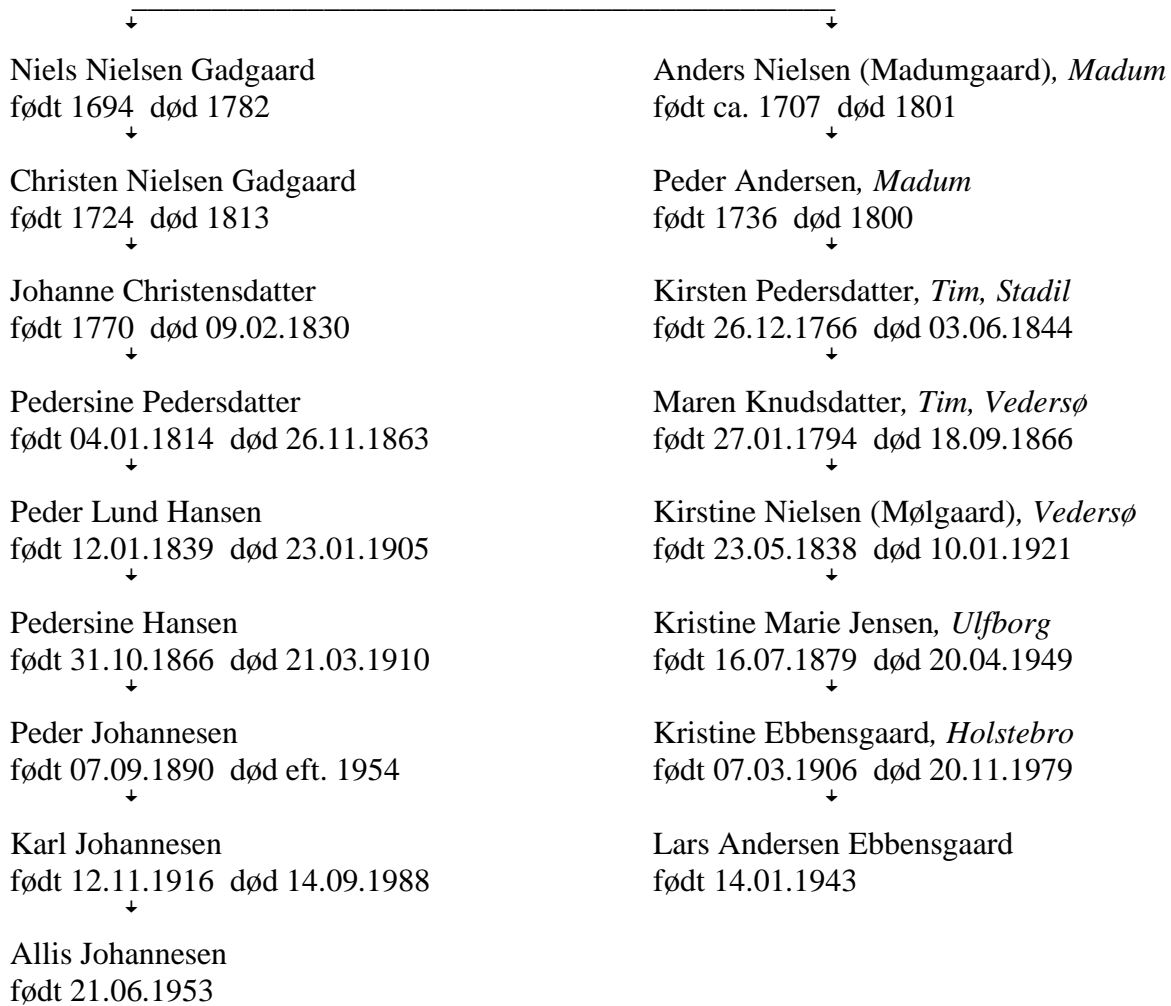 Niels Nielsen Gadgaard
født 1694 død 1782
Christen Nielsen Gadgaard
født 1724 død 1813
Johanne Christensdatter
født 1770 død 09.02.1830
Pedersine Pedersdatter
født 04.01.1814 død 26.11.1863
Peder Lund Hansen
født 12.01.1839 død 23.01.1905
Pedersine Hansen
født 31.10.1866 død 21.03.1910
Peder Johannesen
født 07.09.1890 død eft. 1954
Karl Johannesen
født 12.11.1916 død 14.09.1988
Allis Johannesen
født 21.06.1953
Anders Nielsen (Madumgaard), Madum
født ca. 1707 død 1801
Peder Andersen, Madum
født 1736 død 1800
Kirsten Pedersdatter, Tim, Stadil
født 26.12.1766 død 03.06.1844
Maren Knudsdatter, Tim, Vedersø
født 27.01.1794 død 18.09.1866
Kirstine Nielsen (Mølgaard), Vedersø
født 23.05.1838 død 10.01.1921
Kristine Marie Jensen, Ulfborg
født 16.07.1879 død 20.04.1949
Kristine Ebbensgaard, Holstebro
født 07.03.1906 død 20.11.1979
Lars Andersen Ebbensgaard
født 14.01.1943